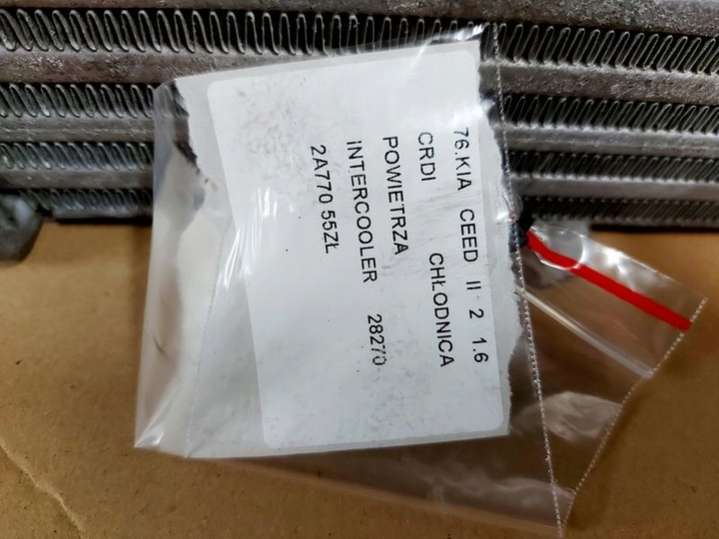 76.KIA CEED II 2 1.6
CRDI CHŁODNICA
POWIETRZA
INTERCOOLER 28270
2A770 55ZŁ